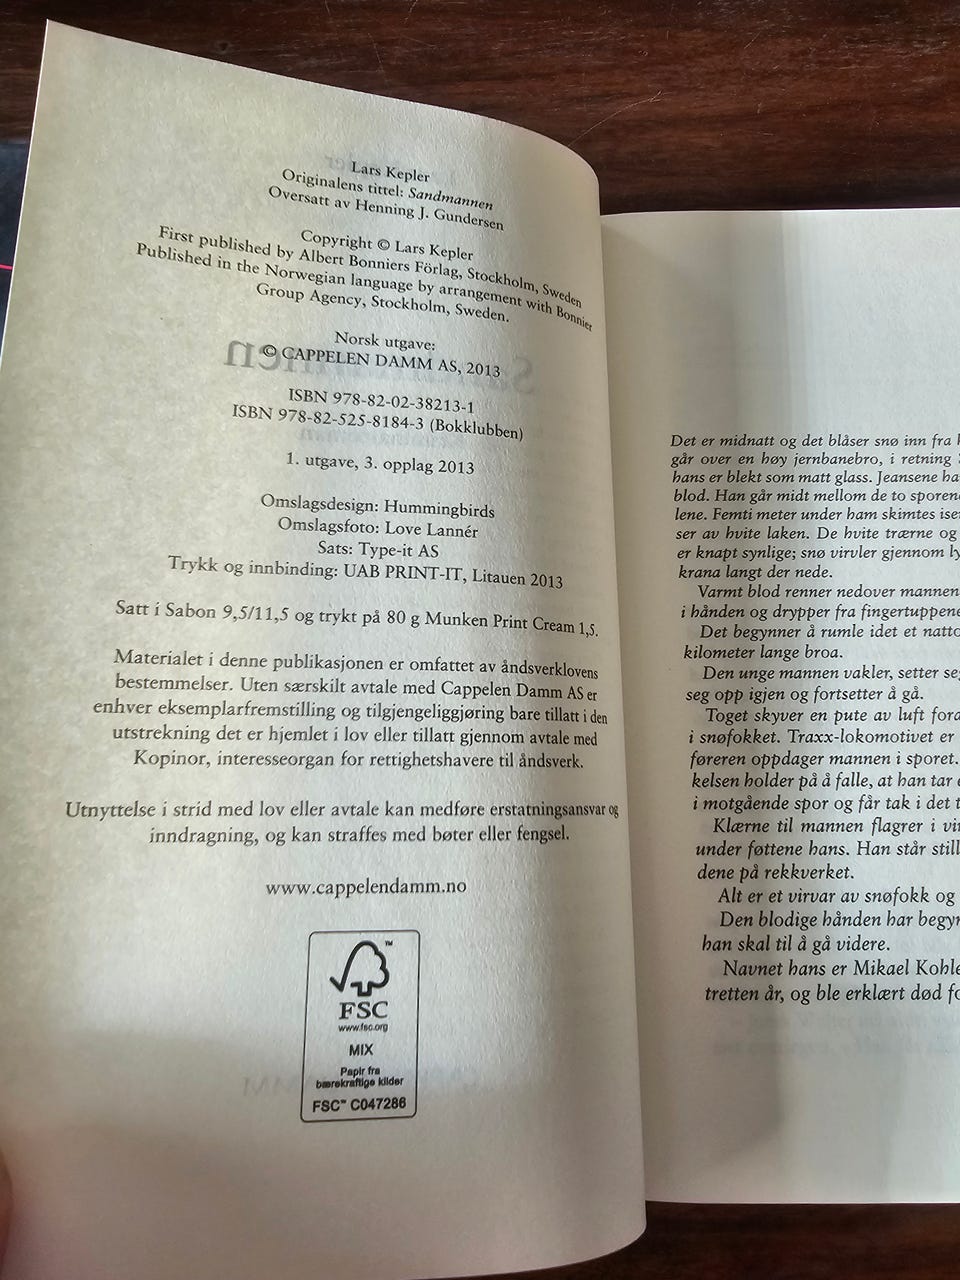 Lars Kepler
Originalens tittel: Sandmannen
Oversatt av Henning J. Gundersen
Copyright © Lars Kepler
First published by Albert Bonniers Förlag, Stockholm, Sweden
Published in the Norwegian language by arrangement with Bonnier
Group Agency, Stockholm, Sweden.
Norsk utgave:
© CAPPELEN DAMM AS, 2013
ISBN 978-82-02-38213-1
ISBN 978-82-525-8184-3 (Bokklubben)
1. utgave, 3. opplag 2013
Omslagsdesign: Hummingbirds
Omslagsfoto: Love Lannér
Sats: Type-it AS
Trykk og innbinding: UAB PRINT-IT, Litauen 2013
Satt i Sabon 9,5/11,5 og trykt på 80 g Munken Print Cream 1,5.
Materialet i denne publikasjonen er omfattet av åndsverklovens
bestemmelser. Uten særskilt avtale med Cappelen Damm AS er
enhver eksemplarfremstilling og tilgjengeliggjøring bare tillatt i den
utstrekning det er hjemlet i lov eller tillatt gjennom avtale med
Kopinor, interesseorgan for rettighetshavere til åndsverk.
Utnyttelse i strid med lov eller avtale kan medføre erstatningsansvar og
inndragning, og kan straffes med bøter eller fengsel.
www.cappelendamm.no
FSC™
www.fsc.org
MIX
Papir fra
bærekraftige kilder
FSC™ C047286
Det er midnatt og det blåser snø inn fra
går over en høy jernbanebro, i retning
hans er blekt som matt glass. Jeansene
blod. Han går midt mellom de to
lene. Femti meter under ham skimtes
ser av hvite laken. De hvite trærne og
er knapt synlige; snø virvler gjennom
krana langt der nede.
Varmt blod renner nedover
i hånden og drypper fra
Det begynner å rumle idet et
kilometer lange broa.
Den unge mannen vakler, setter
seg opp igjen og fortsetter å gå.
Toget skyver en pute av luft
i snøfokket. Traxx-lokomotivet er
føreren oppdager mannen i sporet.
kelsen holder på å falle, at han tar
i motgående spor og får tak i det
Klærne til mannen flagrer i
under føttene hans. Han står
dene på rekkverket.
Alt er et virvar av snøfokk og
Den blodige hånden har
han skal til å gå videre.
Navnet hans er Mikael
tretten år, og ble erklært død